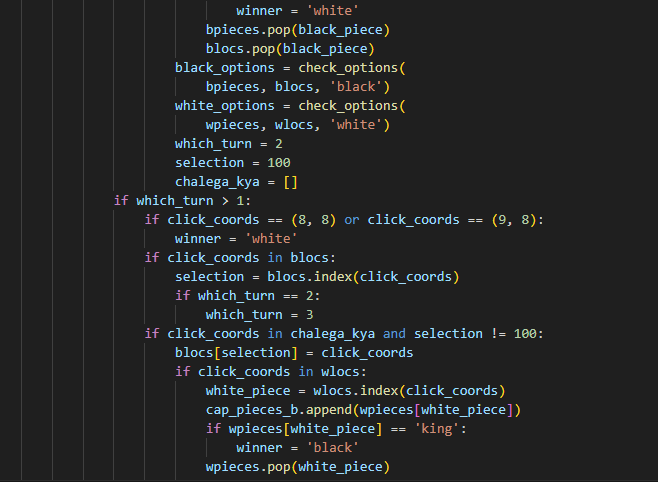 winner = 'white'
bpieces.pop(black_piece)
blocs.pop(black_piece)
black_options = check_options(
bpieces, blocs, 'black')
white_options = check_options(
wpieces, wlocs, 'white')
which_turn = 2
selection = 100
chalega_kya = []
if which_turn > 1:
if click_coords == (8, 8) or click_coords == (9, 8):
winner = 'white'
if click_coords in blocs:
selection = blocs.index(click_coords)
if which_turn == 2:
which_turn = 3
if click_coords in chalega_kya and selection != 100:
blocs[selection] = click_coords
if click_coords in wlocs:
white_piece = wlocs.index(click_coords)
cap_pieces_b.append(wpieces[white_piece])
if wpieces[white_piece] == 'king':
winner = 'black'
wpieces.pop(white_piece)